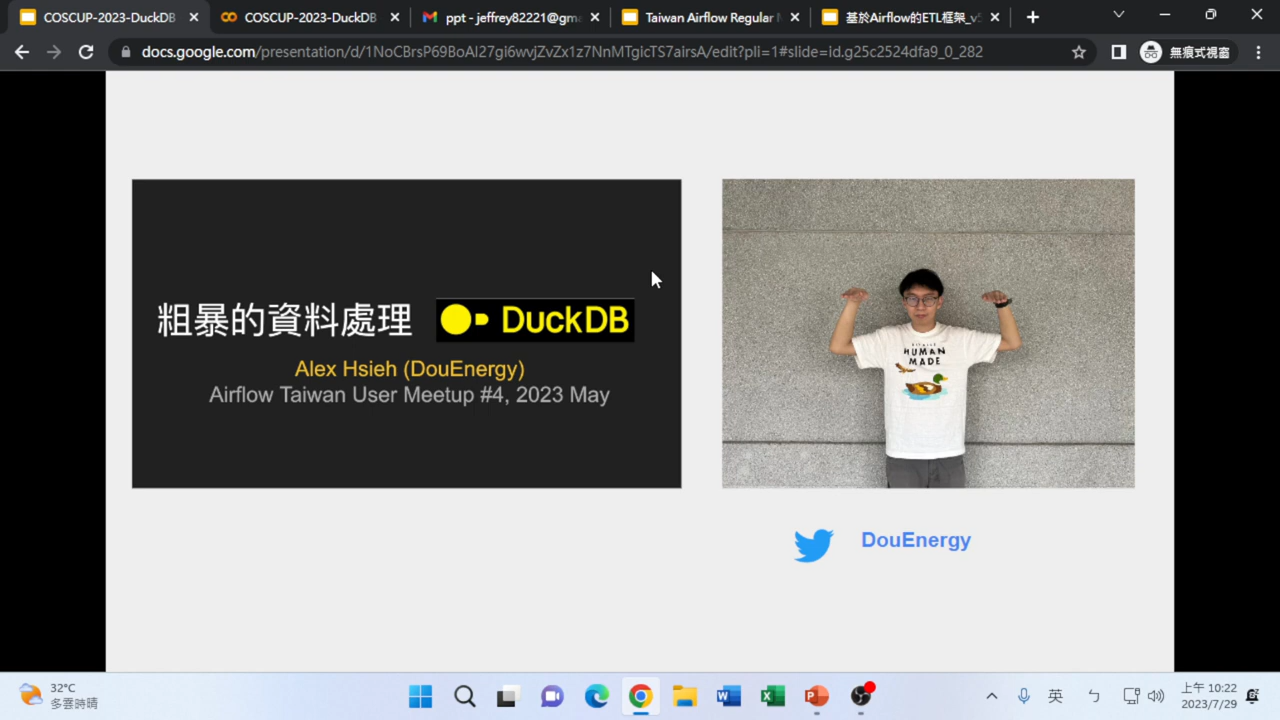 COSCUP-2023-DuckDB
COSCUP-2023-DuckDB
ppt - jeffrey82221@gm
Taiwan Airflow Regular
基於Airflow的ETL框架_v
docs.google.com/presentation/d/1NoCBrsP69BoAI27gi6wvjZvZx1z7NnMTgicTS7airsA/edit?pli=1#slide=id.g25c2524dfa9_0_282
無痕式視窗
粗暴的資料處理
DuckDB
Alex Hsieh (DouEnergy)
Airflow Taiwan User Meetup #4, 2023 May
HUMAN
MADE
DouEnergy
32°C
多雲時晴
英
ㄅ
上午 10:22
2023/7/29